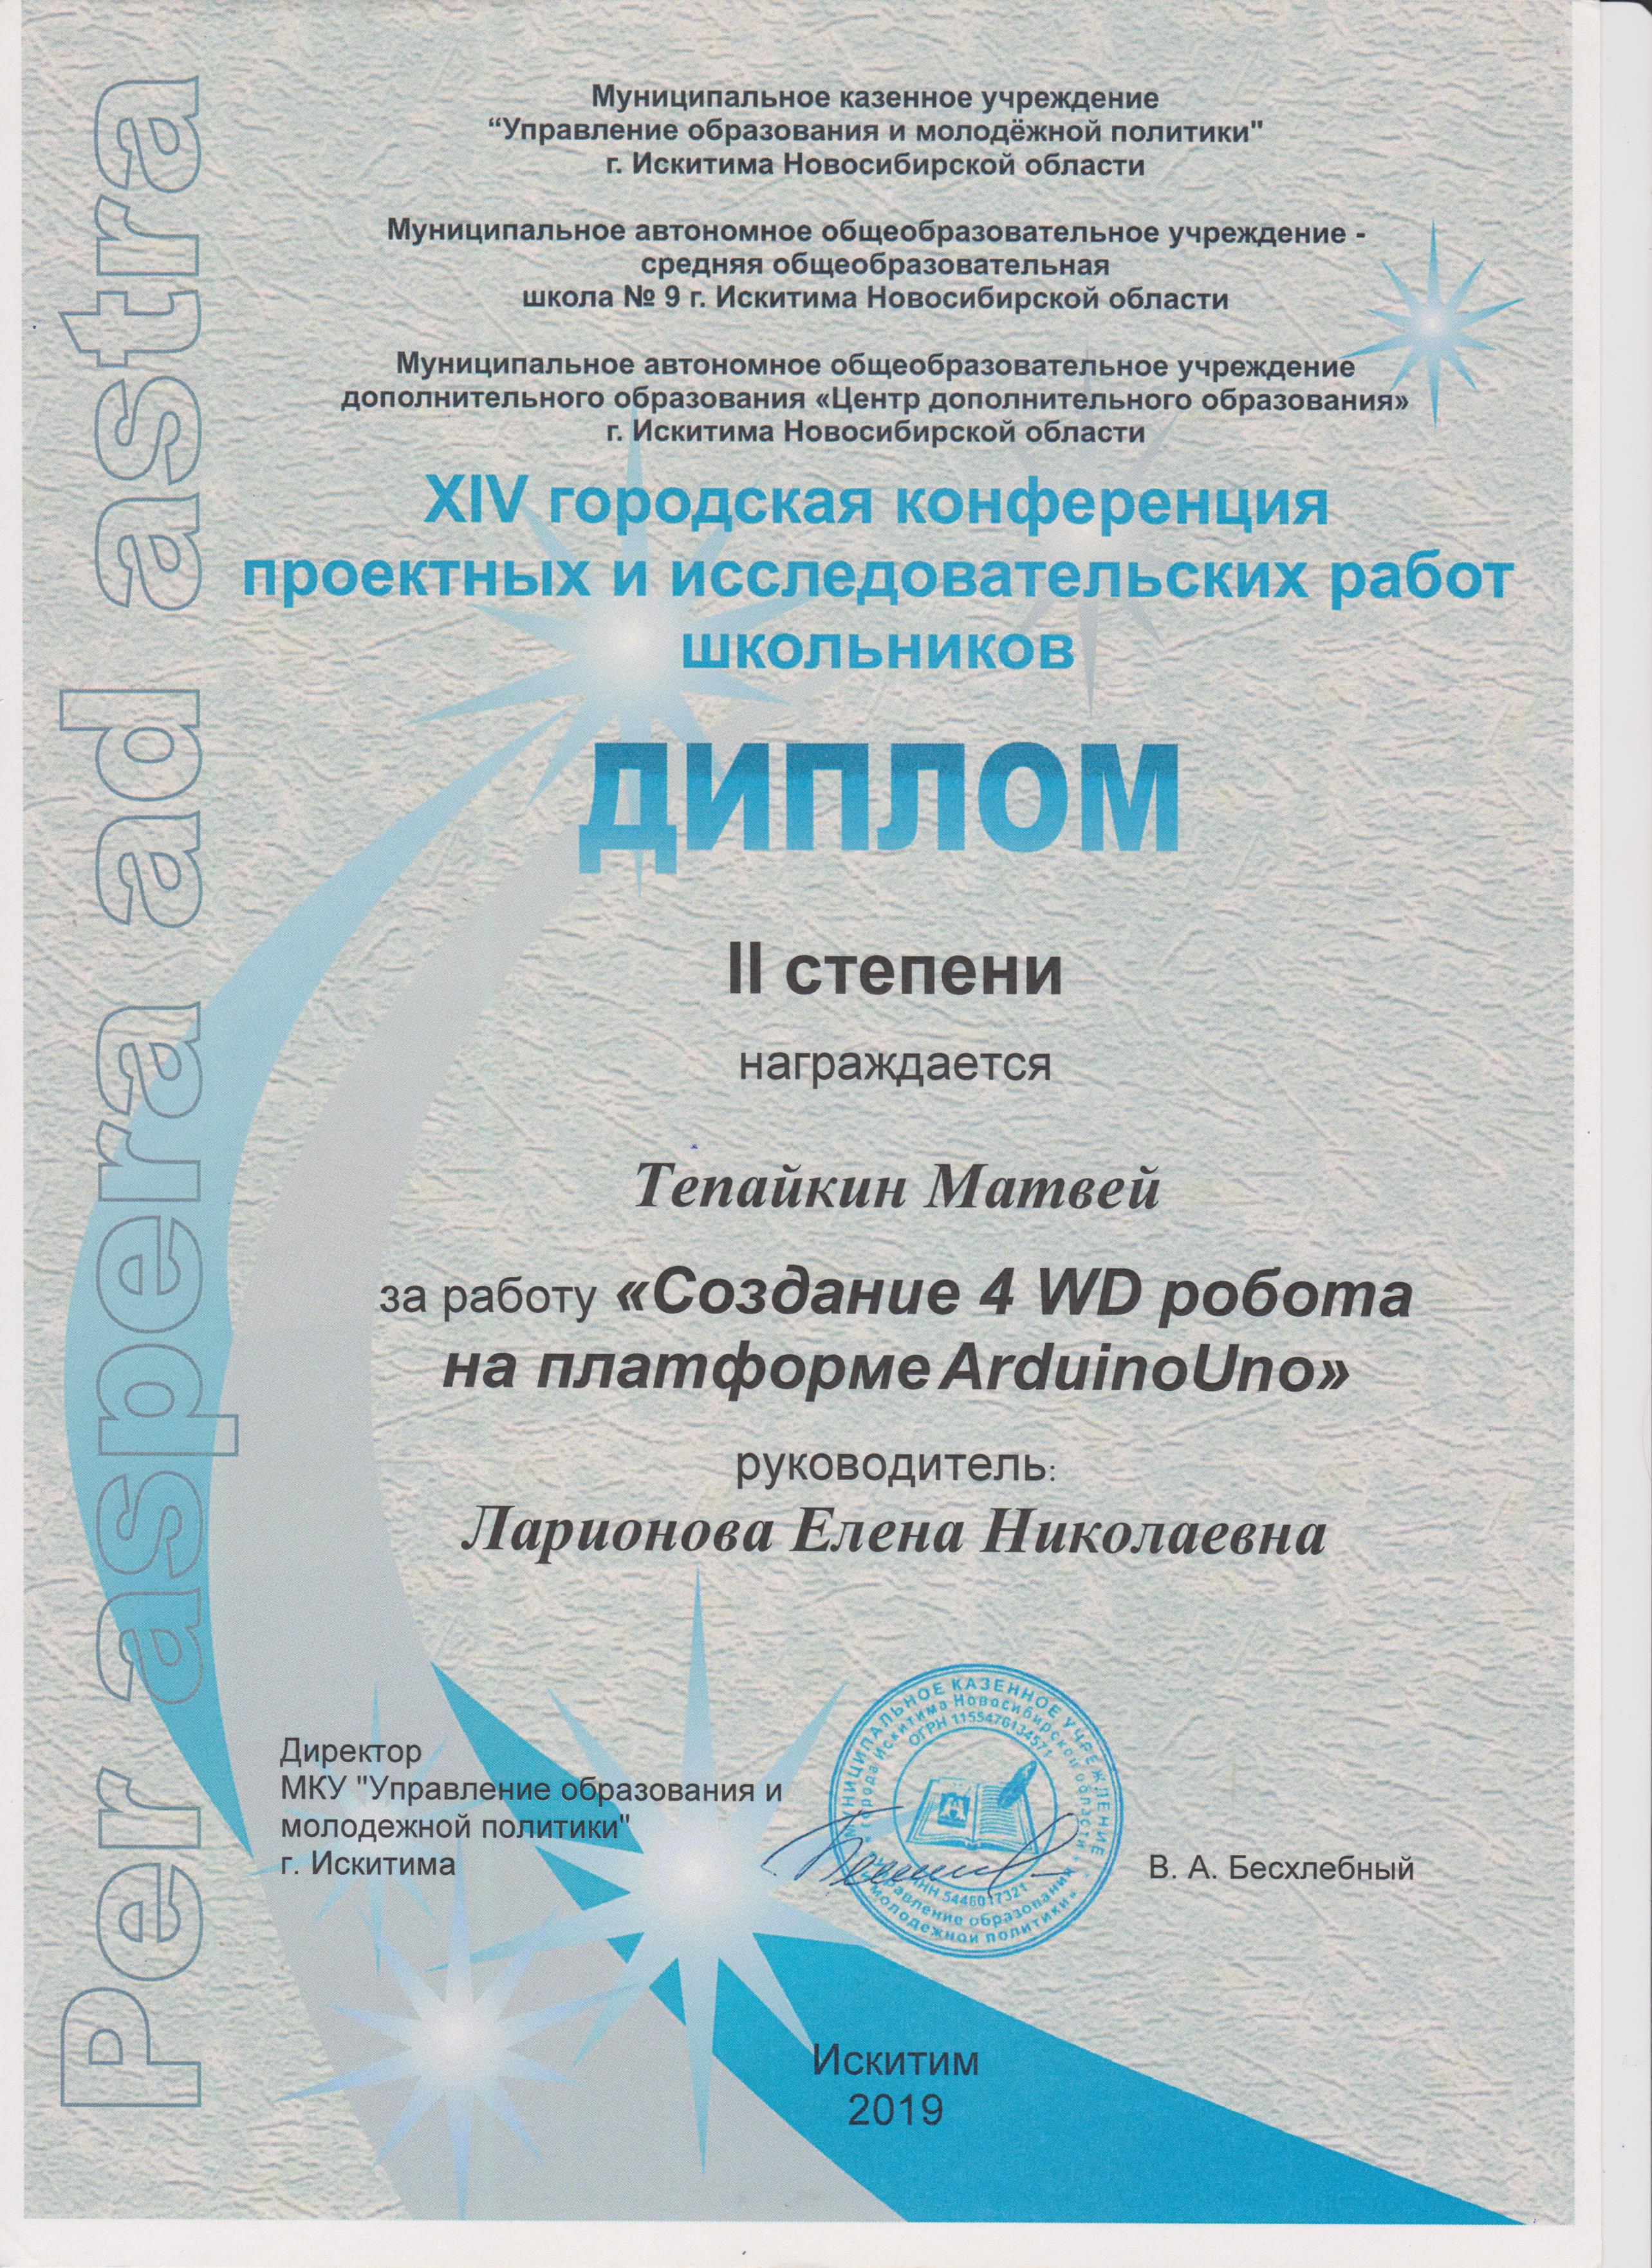 Per aspera ad astra
Муниципальное казенное учреждение
“Управление образования и молодёжной политики"
г. Искитима Новосибирской области
Муниципальное автономное общеобразовательное учреждение -
средняя общеобразовательная
школа № 9 г. Искитима Новосибирской области
Муниципальное автономное общеобразовательное учреждение
дополнительного образования «Центр дополнительного образования»
г. Искитима Новосибирской области
XIV городская конференция
проектных и исследовательских работ
школьников
ДИПЛОМ
II степени
награждается
Тепайкин Матвей
за работу «Создание 4 WD робота
на платформе ArduinoUno»
руководитель:
Ларионова Елена Николаевна
Директор
МКУ "Управление образования и
молодежной политики"
г. Искитима
МУНИЦИПАЛЬНОЕ КАЗЕННОЕ УЧРЕЖДЕНИЕ
города Искитима Новосибирской области
ОГРН 1155476134571
ИНН 5446017321
Управление образования
молодежной политики»
В. А. Бесхлебный
Искитим
2019